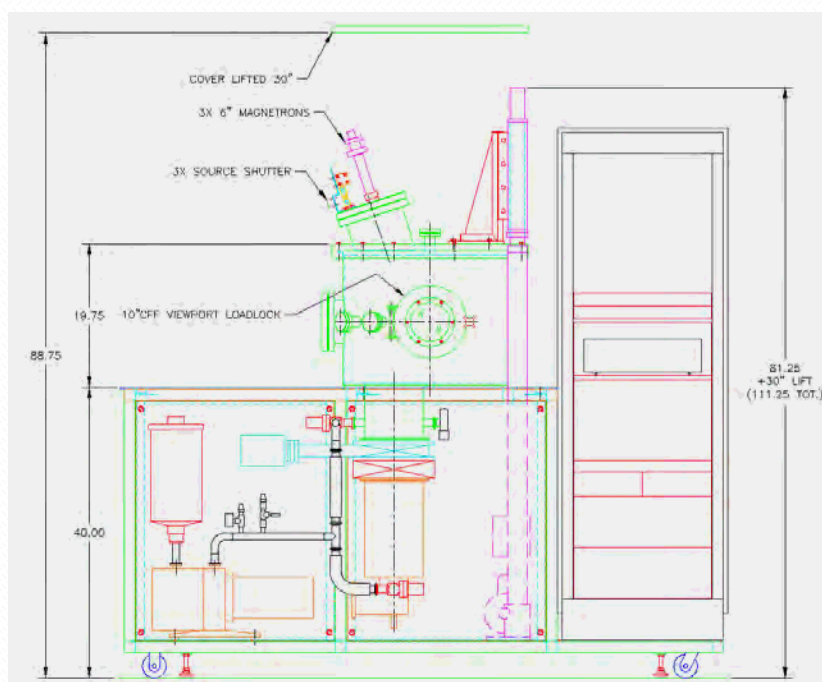 COVER LIFTED 30"
3X 6" MAGNETRONS
3X SOURCE SHUTTER
19.75
10"CFF VIEWPORT LOADLOCK
88.75
81.25
+30" LIFT
(111.25 TOT.)
40.00